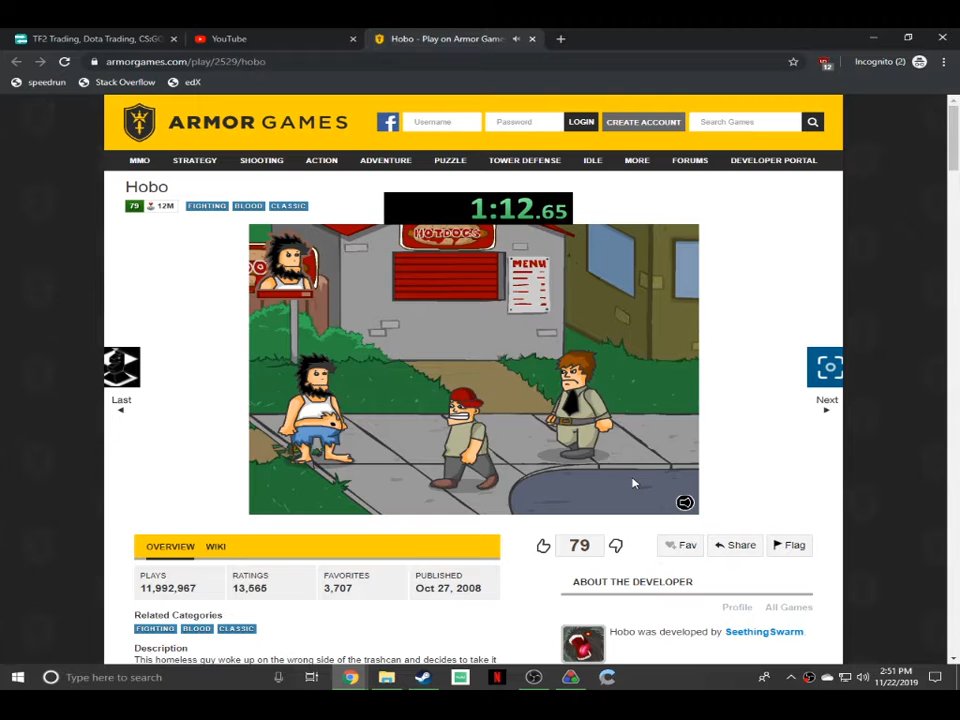 TF2 Trading, Dota Trading, CS:GO
YouTube
Hobo - Play on Armor Game
armorgames.com/play/2529/hobo
12
Incognito (2)
speedrun
Stack Overflow
edX
ARMOR GAMES
Username
Password
LOGIN
CREATE ACCOUNT
Search Games
MMO
STRATEGY
SHOOTING
ACTION
ADVENTURE
PUZZLE
TOWER DEFENSE
IDLE
MORE
FORUMS
DEVELOPER PORTAL
Hobo
79
12M
FIGHTING
BLOOD
CLASSIC
1:12.65
HOTDOGS
MENU
Last
Next
OVERVIEW
WIKI
79
Fav
Share
Flag
PLAYS
RATINGS
FAVORITES
PUBLISHED
11,992,967
13,565
3,707
Oct 27, 2008
ABOUT THE DEVELOPER
Profile
All Games
Related Categories
FIGHTING
BLOOD
CLASSIC
Hobo was developed by SeethingSwarm
Description
This homeless guy woke up on the wrong side of the trashcan and decides to take it
Type here to search
2:51 PM
11/22/2019